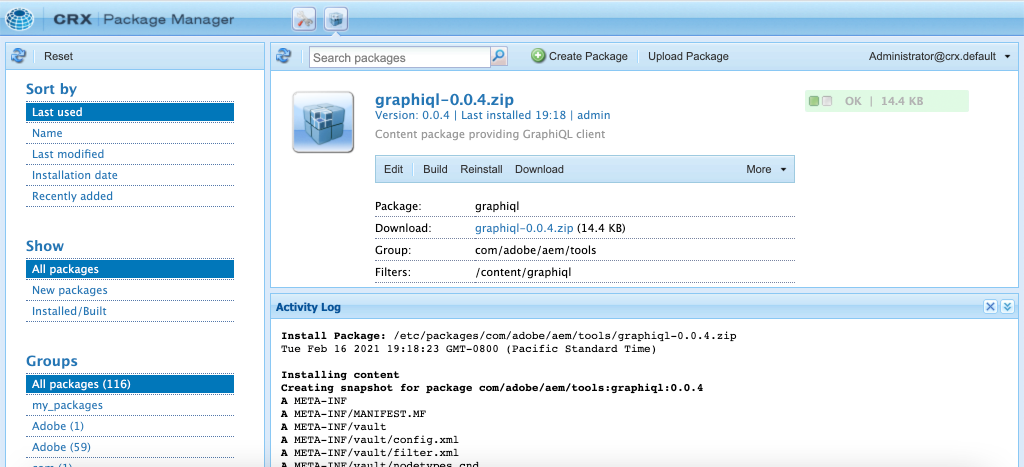 CRX | Package Manager
Reset
Sort by
Last used
Name
Last modified
Installation date
Recently added
Show
All packages
New packages
Installed/Built
Groups
All packages (116)
my_packages
Adobe (1)
Adobe (59)
com (1)
Search packages
Create Package
Upload Package
Administrator@crx.default
graphiql-0.0.4.zip
Version: 0.0.4 | Last installed 19:18 | admin
Content package providing GraphiQL client
OK | 14.4 KB
Edit Build Reinstall Download More
Package: graphiql
Download: graphiql-0.0.4.zip (14.4 KB)
Group: com/adobe/aem/tools
Filters: /content/graphiql
Activity Log
Install Package: /etc/packages/com/adobe/aem/tools/graphiql-0.0.4.zip
Tue Feb 16 2021 19:18:23 GMT-0800 (Pacific Standard Time)
Installing content
Creating snapshot for package com/adobe/aem/tools:graphiql:0.0.4
A META-INF
A META-INF/MANIFEST.MF
A META-INF/vault
A META-INF/vault/config.xml
A META-INF/vault/filter.xml
A META-INF/vault/nodetypes.cnd